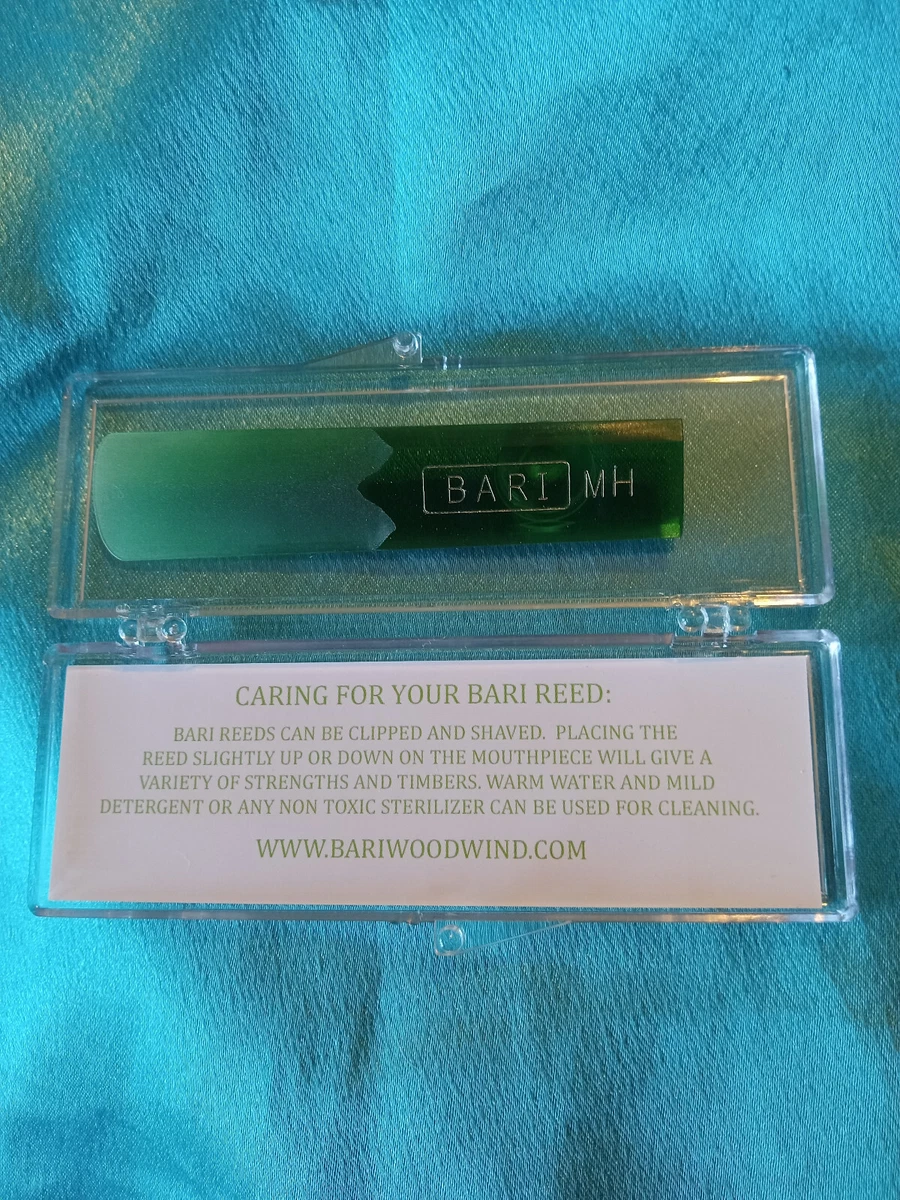 BARI MH
CARING FOR YOUR BARI REED:
BARI REEDS CAN BE CLIPPED AND SHAVED. PLACING THE
REED SLIGHTLY UP OR DOWN ON THE MOUTHPIECE WILL GIVE A
VARIETY OF STRENGTHS AND TIMBERS. WARM WATER AND MILD
DETERGENT OR ANY NON TOXIC STERILIZER CAN BE USED FOR CLEANING.
WWW.BARIWOODWIND.COM